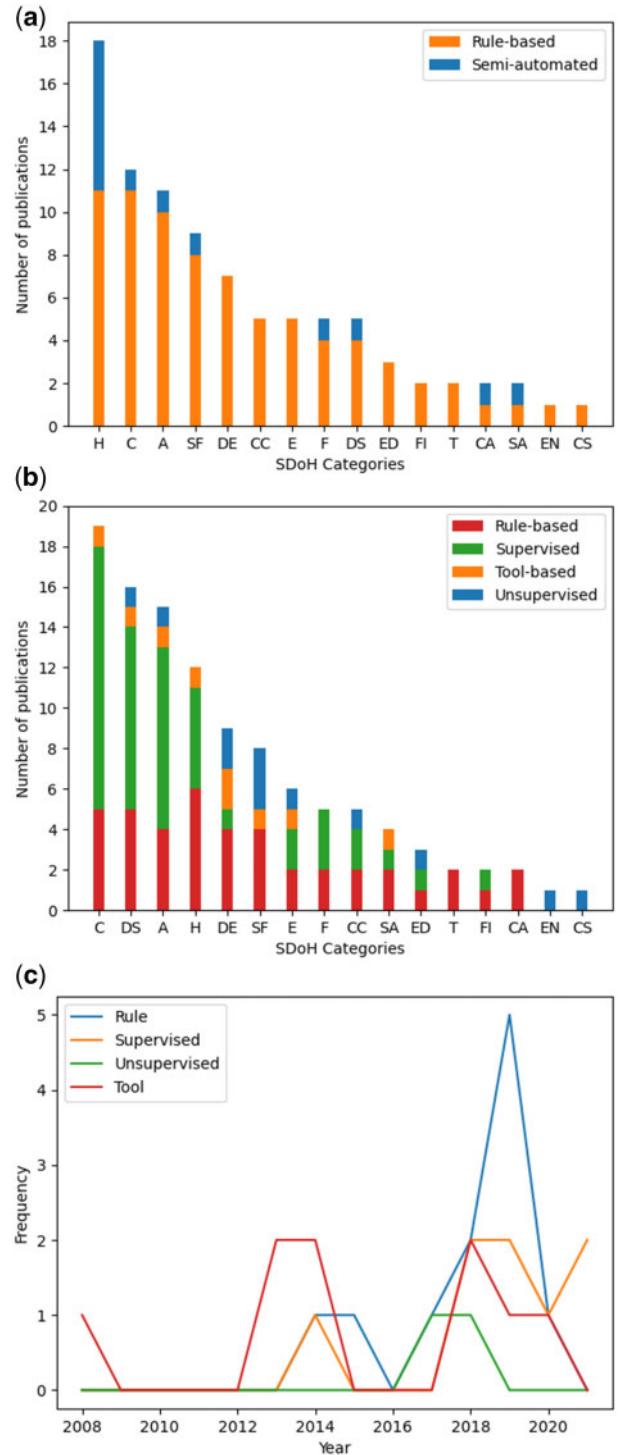 (a)
Rule-based
Semi-automated
18
16
14
12
10
8
6
4
2
0
Number of publications
H C A SF DE CC E F DS ED FI T CA SA EN CS
SDoH Categories
(b)
Rule-based
Supervised
Tool-based
Unsupervised
20
18
16
14
12
10
8
6
4
2
0
Number of publications
C DS A H DE SF E F CC SA ED T FI CA EN CS
SDoH Categories
(c)
Rule
Supervised
Unsupervised
Tool
5
4
3
2
1
0
Frequency
2008 2010 2012 2014 2016 2018 2020
Year